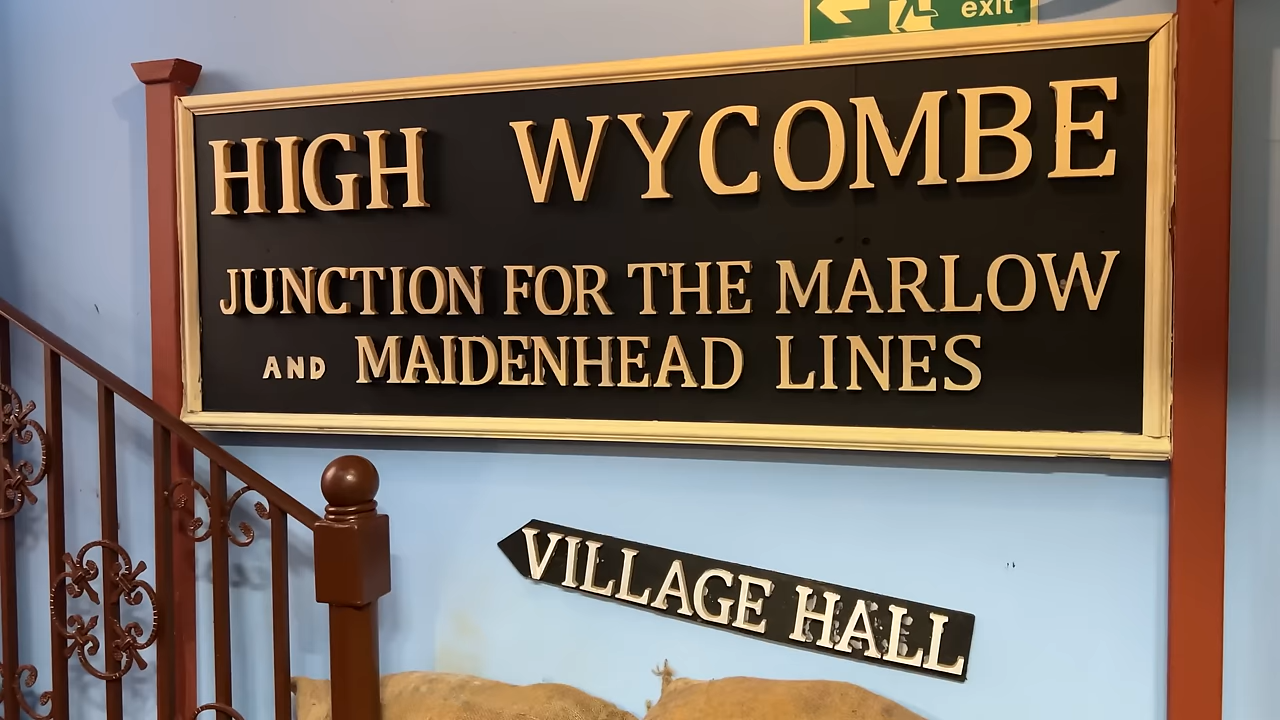 exit
HIGH WYCOMBE
JUNCTION FOR THE MARLOW
AND MAIDENHEAD LINES
VILLAGE HALL